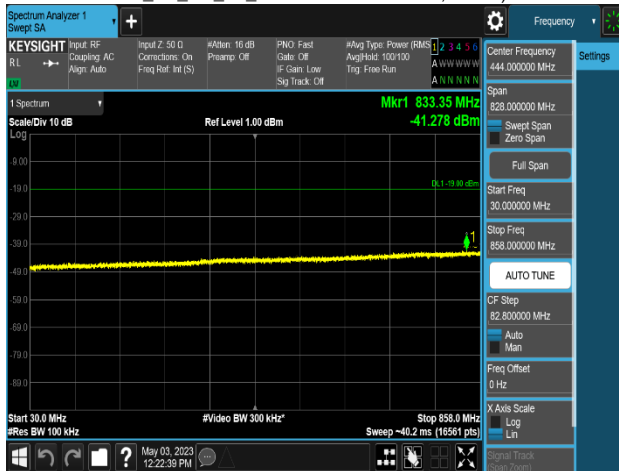 Spectrum Analyzer 1
Swept SA
+
Frequency
KEYSIGHT
RL
Input: RF
Coupling: AC
Align: Auto
Input Z: 50 Ω
Corrections: On
Freq Ref: Int (S)
#Atten: 16 dB
Preamp: Off
PNO: Fast
Gate: Off
IF Gain: Low
Sig Track: Off
#Avg Type: Power (RMS
Avg|Hold: 100/100
Trig: Free Run
1 2 3 4 5 6
A W W W W W
A N N N N N
1 Spectrum
Scale/Div 10 dB
Ref Level 1.00 dBm
Mkr1 833.35 MHz
-41.278 dBm
Log
-9.00
-19.0
DL1 -19.00 dBm
-29.0
-39.0
1
-49.0
-59.0
-69.0
-79.0
-89.0
Start 30.0 MHz
#Video BW 300 kHz*
Stop 858.0 MHz
#Res BW 100 kHz
Sweep ~40.2 ms (16561 pts)
May 03, 2023
12:22:39 PM
Center Frequency
444.000000 MHz
Settings
Span
828.000000 MHz
Swept Span
Zero Span
Full Span
Start Freq
30.000000 MHz
Stop Freq
858.000000 MHz
AUTO TUNE
CF Step
82.800000 MHz
Auto
Man
Freq Offset
0 Hz
X Axis Scale
Log
Lin
Signal Track
(Span Zoom)